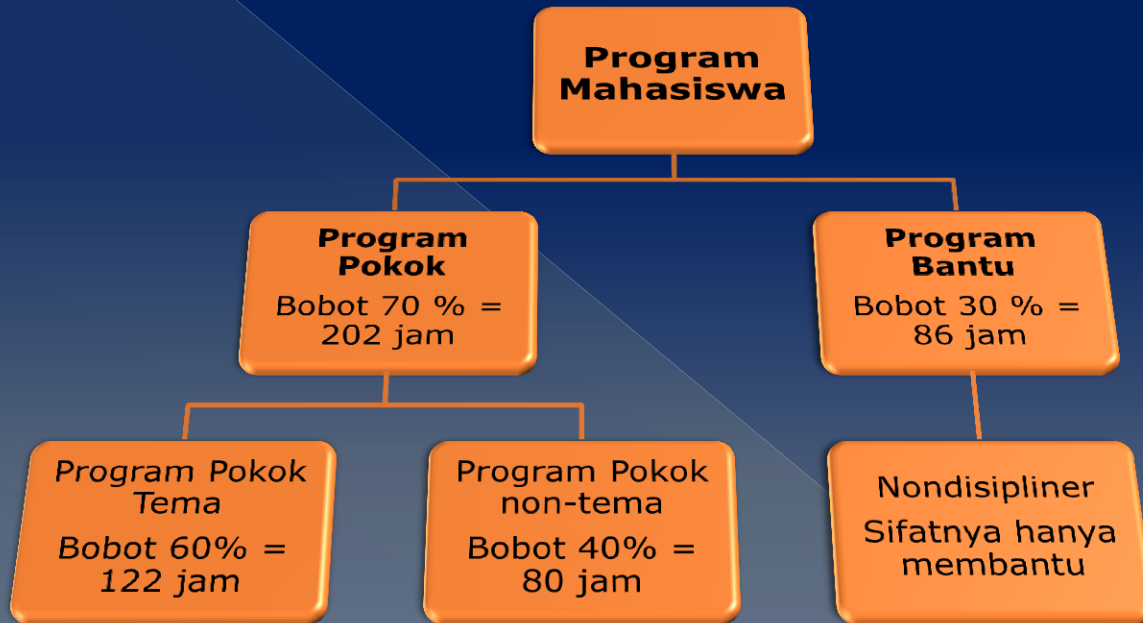 Program
Mahasiswa
Program
Pokok
Bobot 70 % =
202 jam
Program
Bantu
Bobot 30 % =
86 jam
Program Pokok
Tema
Bobot 60% =
122 jam
Program Pokok
non-tema
Bobot 40% =
80 jam
Nondisipliner
Sifatnya hanya
membantu